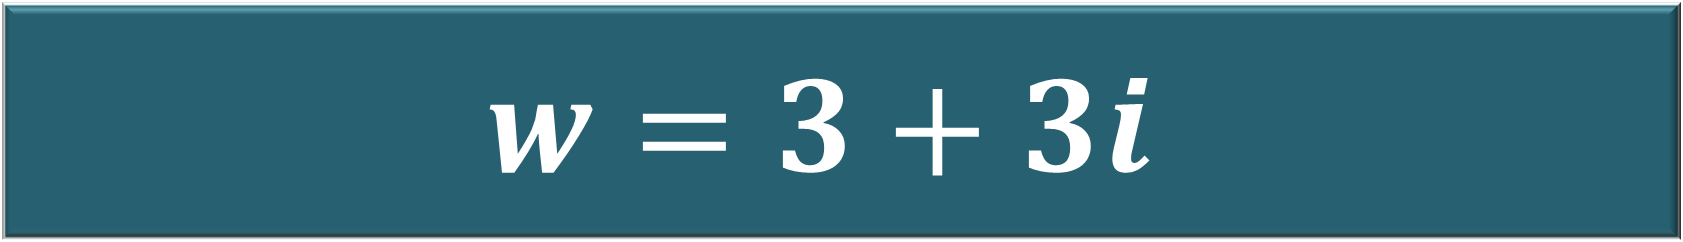 w = 3 + 3i